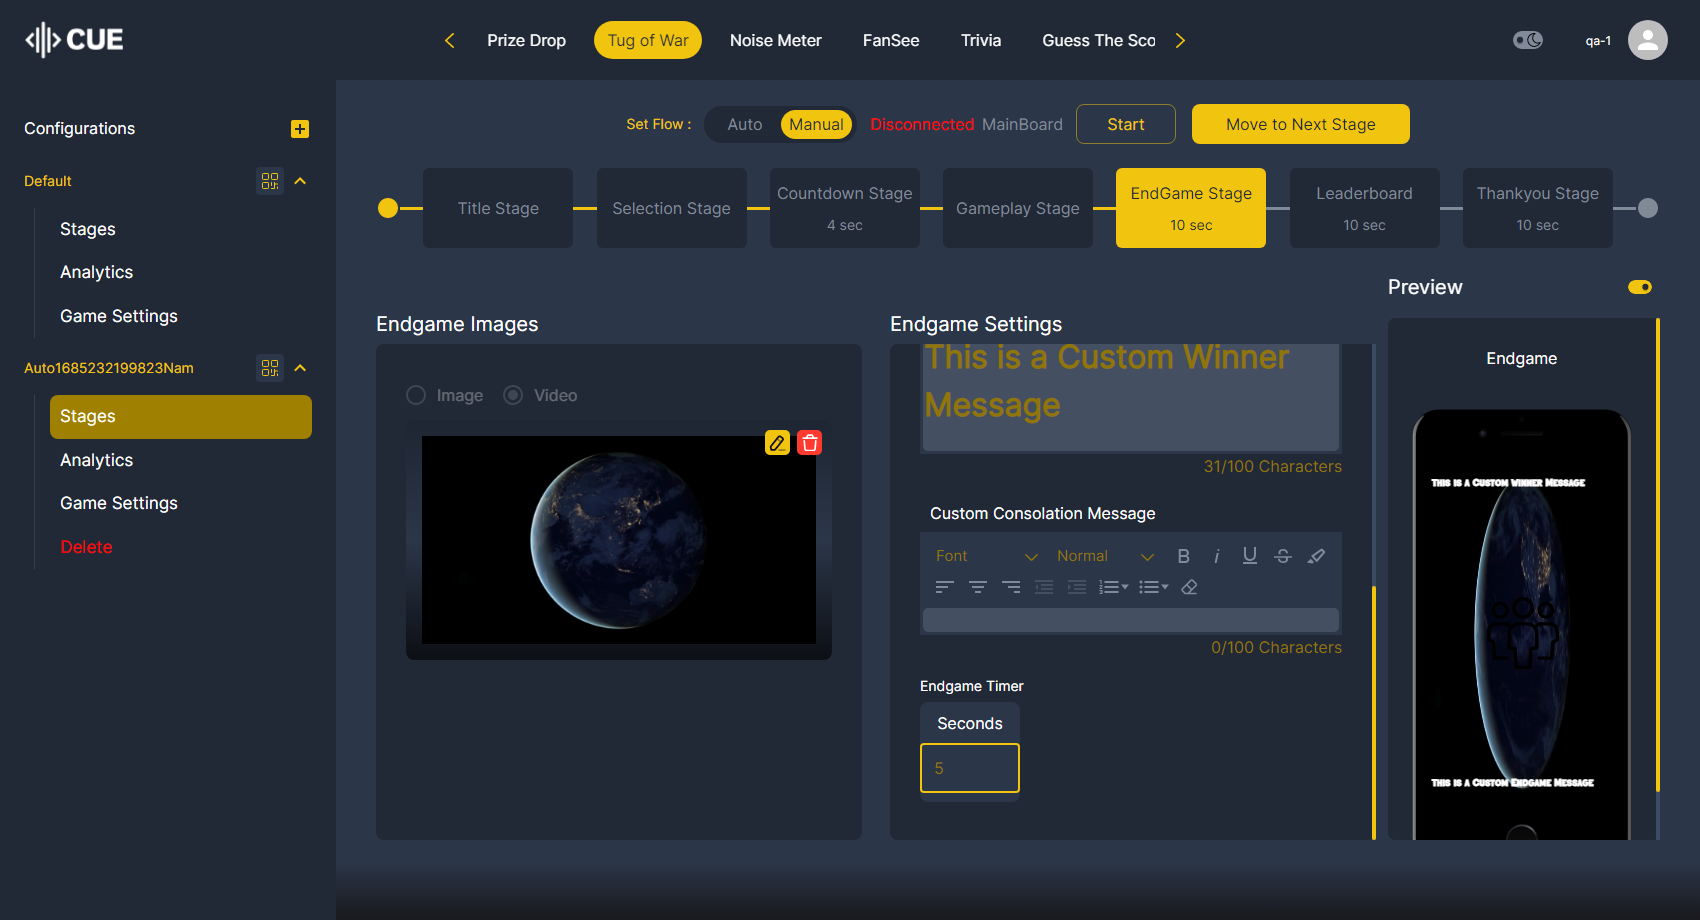 CUE
Prize Drop
Tug of War
Noise Meter
FanSee
Trivia
Guess The Sco
qa-1
Configurations
Default
Stages
Analytics
Game Settings
Auto1685232199823Nam
Stages
Analytics
Game Settings
Delete
Set Flow :
Auto
Manual
Disconnected MainBoard
Start
Move to Next Stage
Title Stage
Selection Stage
Countdown Stage
4 sec
Gameplay Stage
EndGame Stage
10 sec
Leaderboard
10 sec
Thankyou Stage
10 sec
Endgame Images
Image
Video
Endgame Settings
This is a Custom Winner
Message
31/100 Characters
Custom Consolation Message
Font
Normal
0/100 Characters
Endgame Timer
Seconds
5
Preview
Endgame
This is a Custom Winner Message
This is a Custom Endgame Message